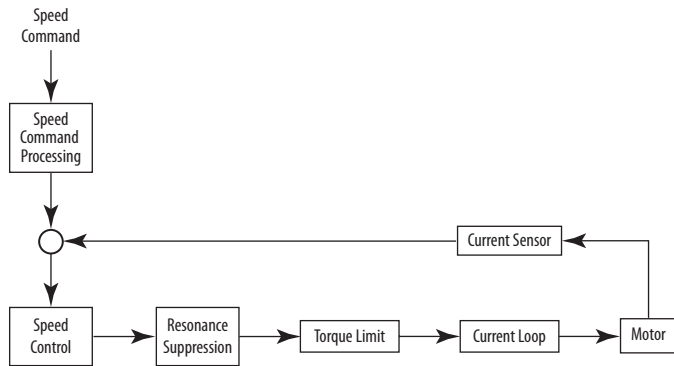 Speed
Command
Speed
Command
Processing
Current Sensor
Speed
Control
Resonance
Suppression
Torque Limit
Current Loop
Motor